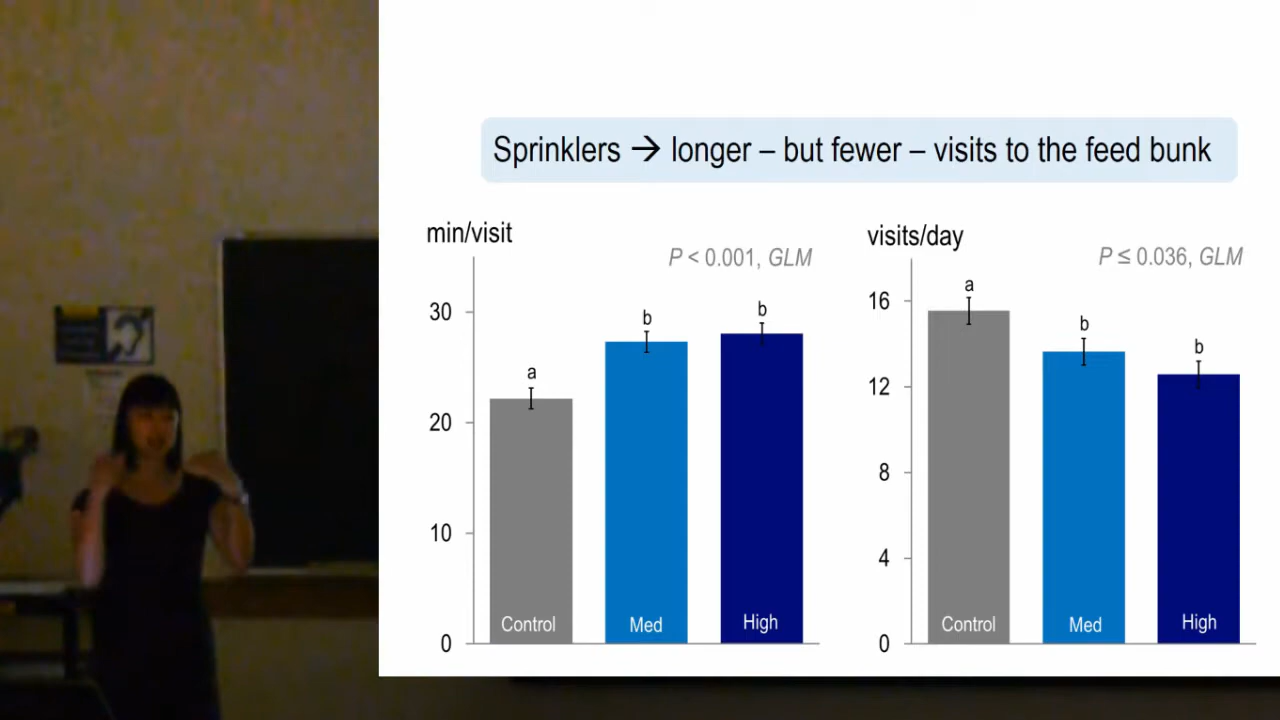 Sprinklers → longer – but fewer – visits to the feed bunk
min/visit
P < 0.001, GLM
30
20
10
0
a
b
b
Control
Med
High
visits/day
P ≤ 0.036, GLM
16
12
8
4
0
a
b
b
Control
Med
High